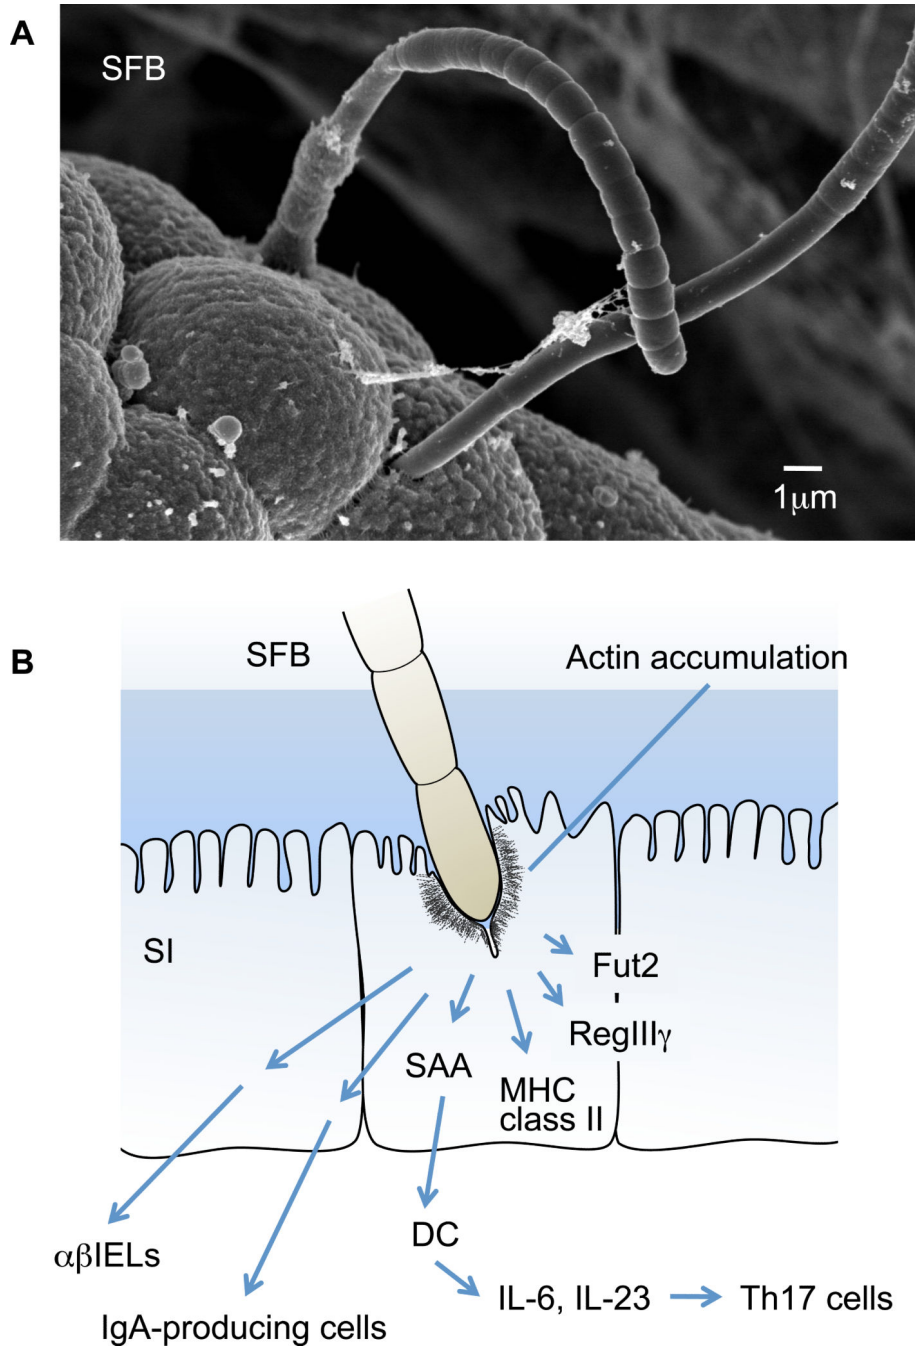 A
SFB
1μm
B
SFB
Actin accumulation
SI
Fut2
RegIIIγ
SAA
MHC
class II
DC
αβIELs
IL-6, IL-23
Th17 cells
IgA-producing cells